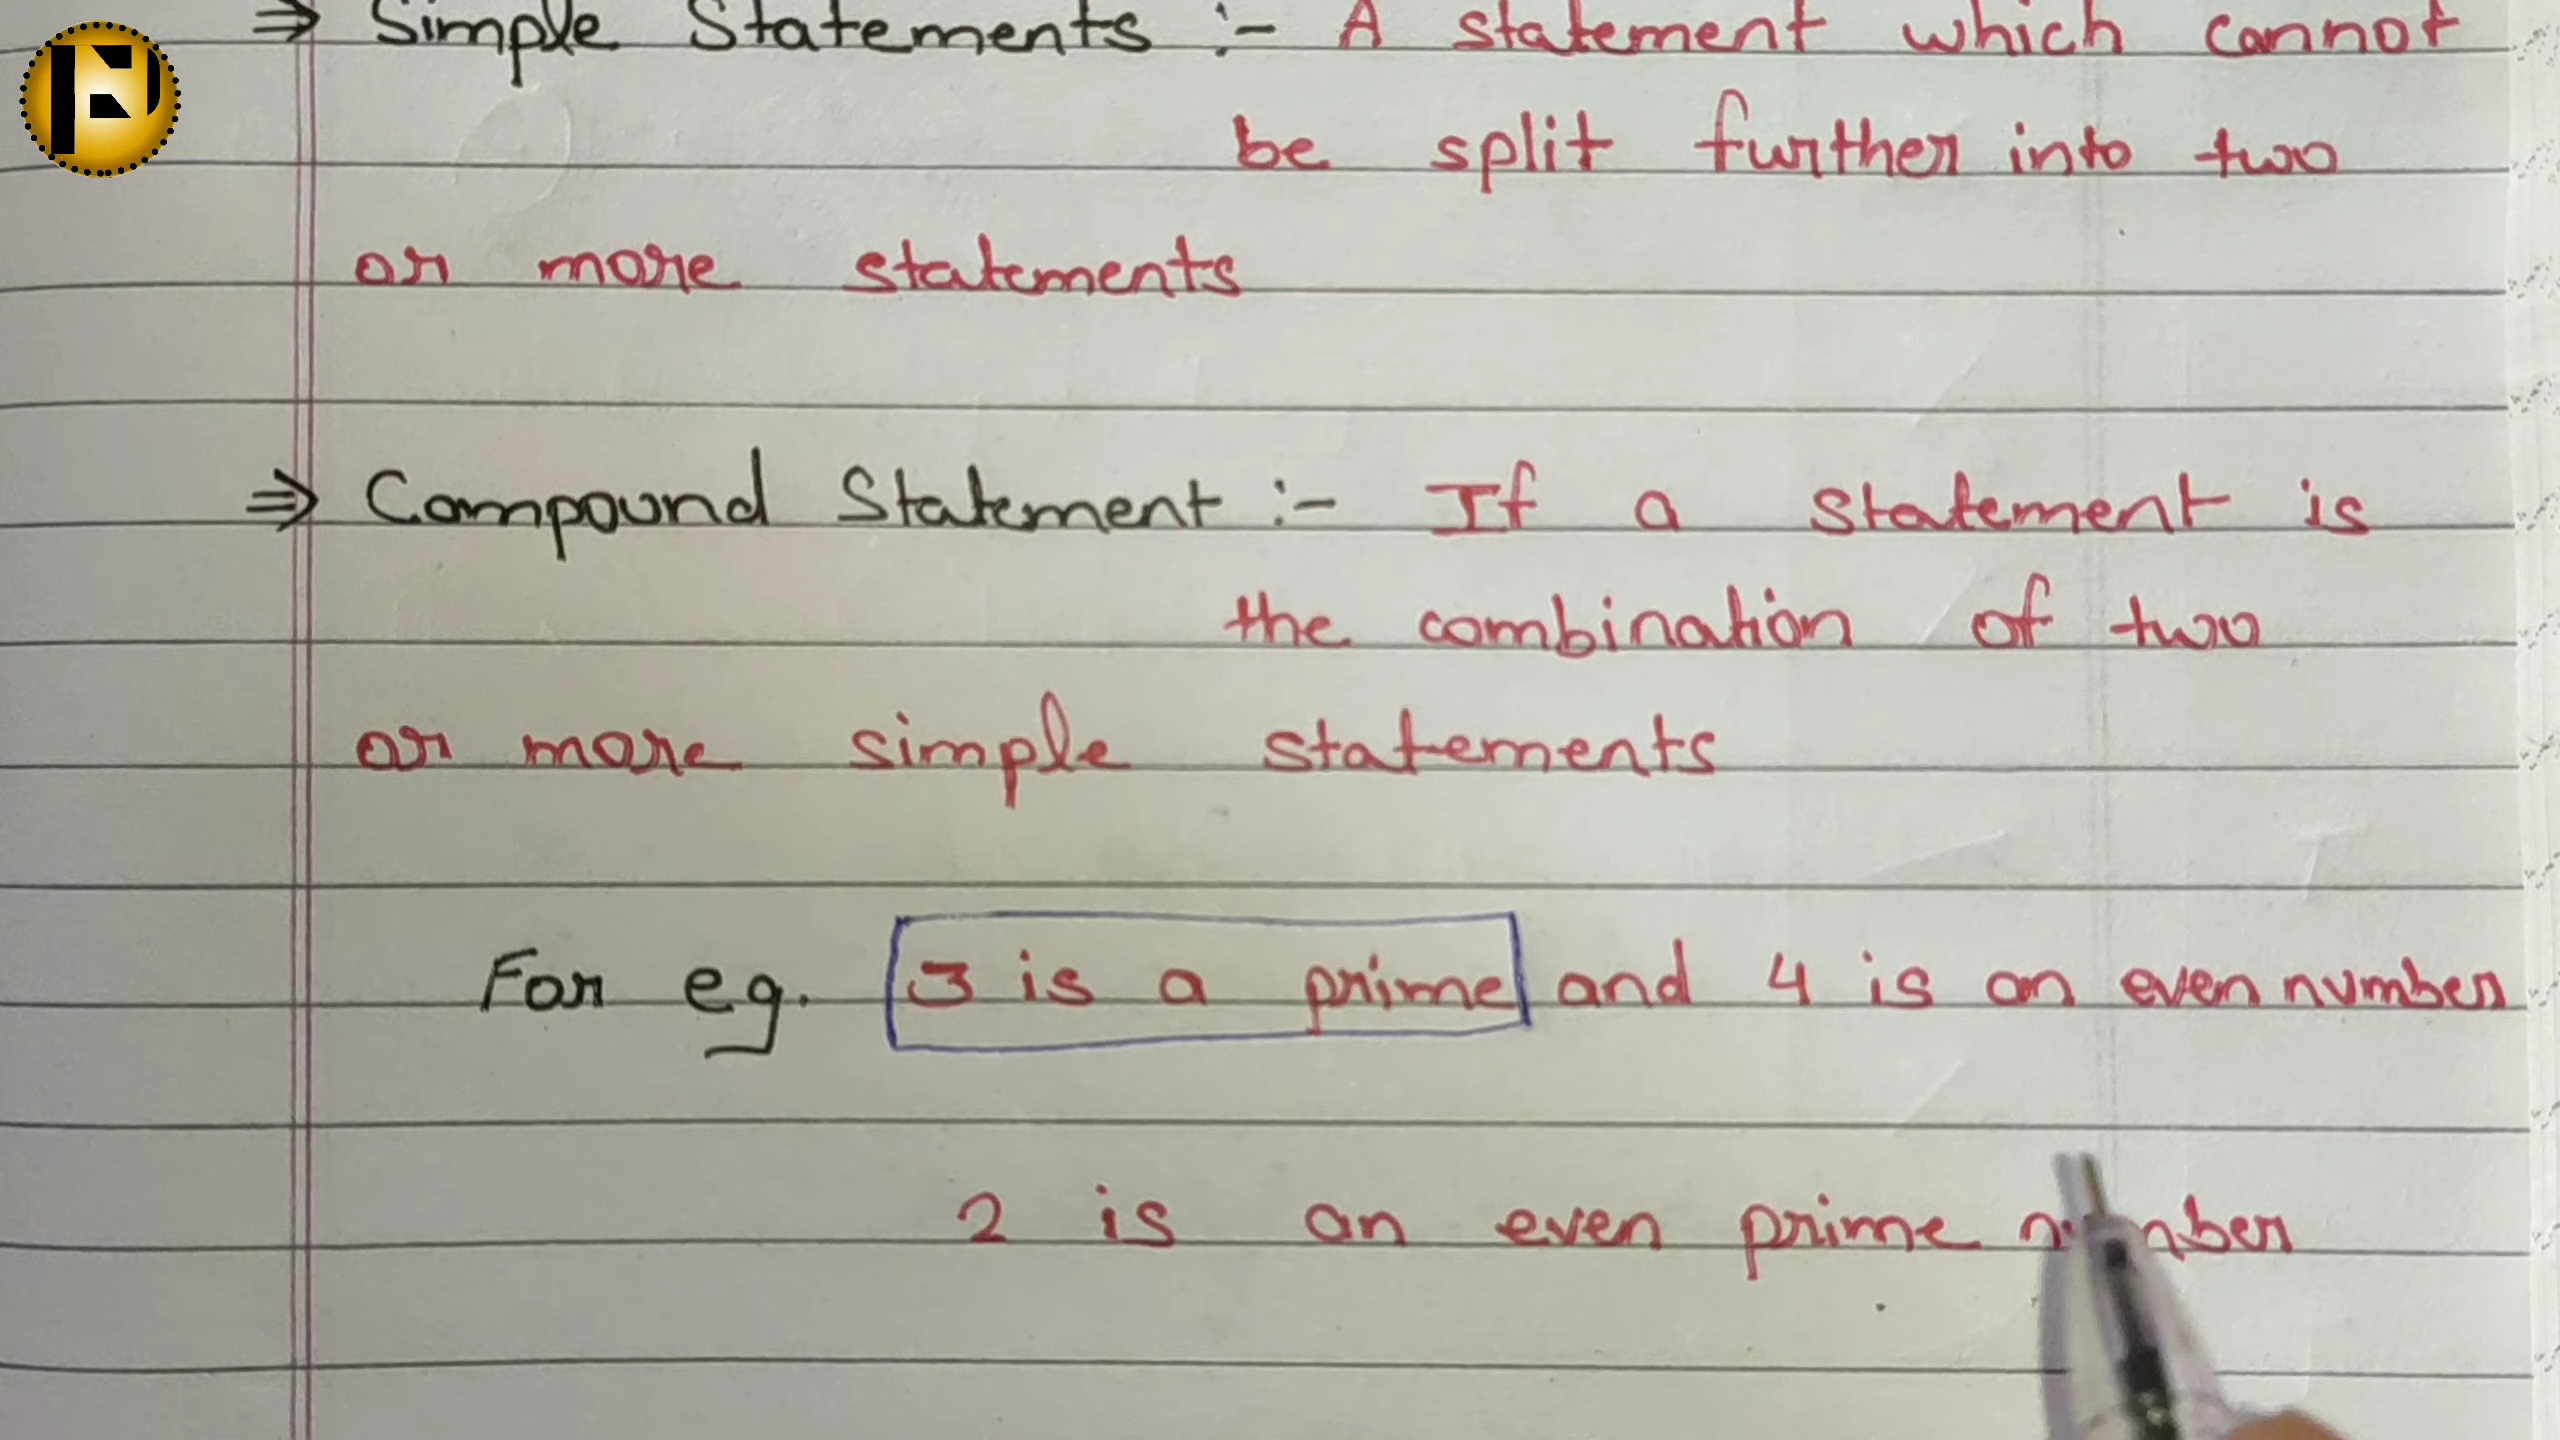 ⇒ Simple Statements :- A statement which cannot
be split further into two
or more statements
⇒ Compound Statement :- If a statement is
the combination of two
or more simple statements
For eg. 3 is a prime and 4 is an even number
2 is an even prime number